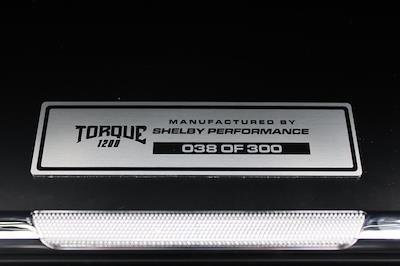 TORQUE
1200
MANUFACTURED BY
SHELBY PERFORMANCE
038 OF 300